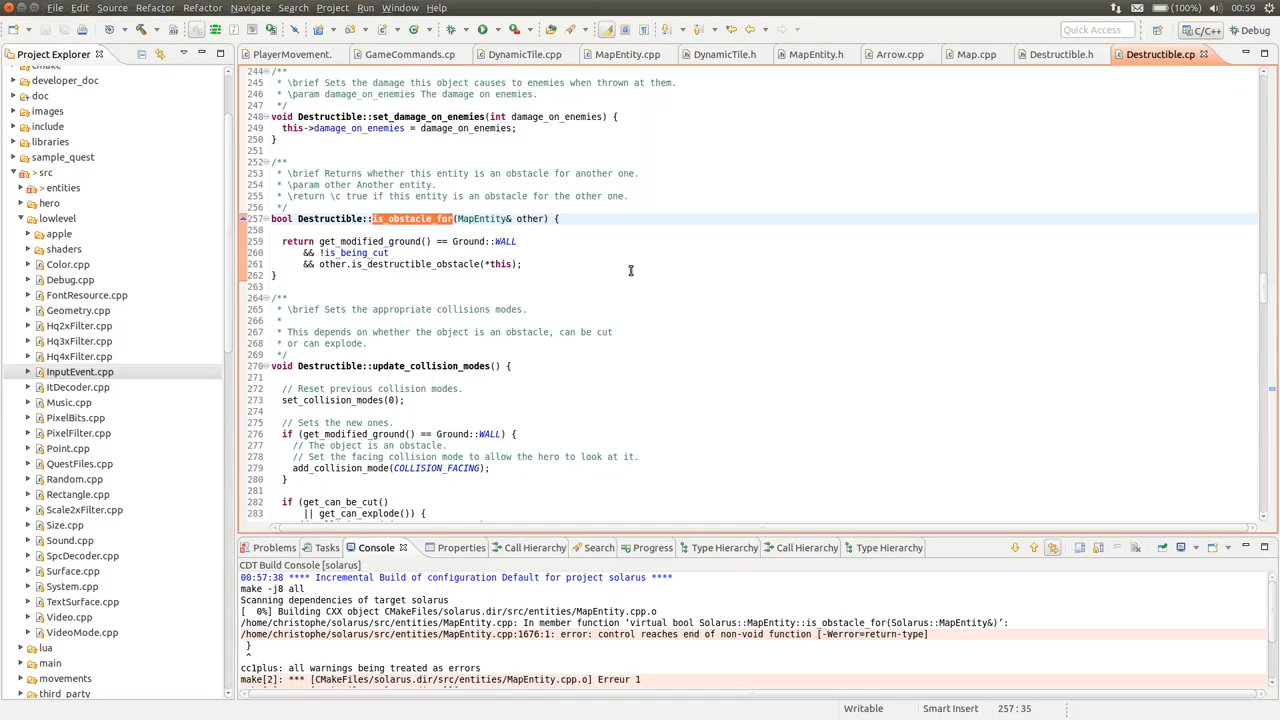 File Edit Source Refactor Refactor Navigate Search Project Run Window Help
(100%) 00:59
Quick Access C/C++ Debug
Project Explorer
PlayerMovement. GameCommands.cp DynamicTile.cp MapEntity.cp DynamicTile.h MapEntity.h Arrow.cpp Map.cpp Destructible.h Destructible.cp
cmake
developer_doc
doc
images
include
libraries
sample_quest
> src
> entities
hero
lowlevel
apple
shaders
Color.cpp
Debug.cpp
FontResource.cpp
Geometry.cpp
Hq2xFilter.cpp
Hq3xFilter.cpp
Hq4xFilter.cpp
InputEvent.cpp
ItDecoder.cpp
Music.cpp
PixelBits.cpp
PixelFilter.cpp
Point.cpp
QuestFiles.cpp
Random.cpp
Rectangle.cpp
Scale2xFilter.cpp
Size.cpp
Sound.cpp
SpcDecoder.cpp
Surface.cpp
System.cpp
TextSurface.cpp
Video.cpp
VideoMode.cpp
lua
main
movements
third_party
244 /**
245 * \brief Sets the damage this object causes to enemies when thrown at them.
246 * \param damage_on_enemies The damage on enemies.
247 */
248 void Destructible::set_damage_on_enemies(int damage_on_enemies) {
249 this->damage_on_enemies = damage_on_enemies;
250 }
251
252 /**
253 * \brief Returns whether this entity is an obstacle for another one.
254 * \param other Another entity.
255 * \return \c true if this entity is an obstacle for the other one.
256 */
257 bool Destructible::is_obstacle_for(MapEntity& other) {
258
259 return get_modified_ground() == Ground::WALL
260 && !is_being_cut
261 && other.is_destructible_obstacle(*this);
262 }
263
264 /**
265 * \brief Sets the appropriate collisions modes.
266 *
267 * This depends on whether the object is an obstacle, can be cut
268 * or can explode.
269 */
270 void Destructible::update_collision_modes() {
271
272 // Reset previous collision modes.
273 set_collision_modes(0);
274
275 // Sets the new ones.
276 if (get_modified_ground() == Ground::WALL) {
277 // The object is an obstacle.
278 // Set the facing collision mode to allow the hero to look at it.
279 add_collision_mode(COLLISION_FACING);
280 }
281
282 if (get_can_be_cut()
283 || get_can_explode()) {
Problems Tasks Console Properties Call Hierarchy Search Progress Type Hierarchy Call Hierarchy Type Hierarchy
CDT Build Console [solarus]
00:57:38 **** Incremental Build of configuration Default for project solarus ****
make -j8 all
Scanning dependencies of target solarus
[ 0%] Building CXX object CMakeFiles/solarus.dir/src/entities/MapEntity.cpp.o
/home/christophe/solarus/src/entities/MapEntity.cpp: In member function ‘virtual bool Solarus::MapEntity::is_obstacle_for(Solarus::MapEntity&)’:
/home/christophe/solarus/src/entities/MapEntity.cpp:1676:1: error: control reaches end of non-void function [-Werror=return-type]
}
^
cc1plus: all warnings being treated as errors
make[2]: *** [CMakeFiles/solarus.dir/src/entities/MapEntity.cpp.o] Erreur 1
Writable Smart Insert 257 : 35